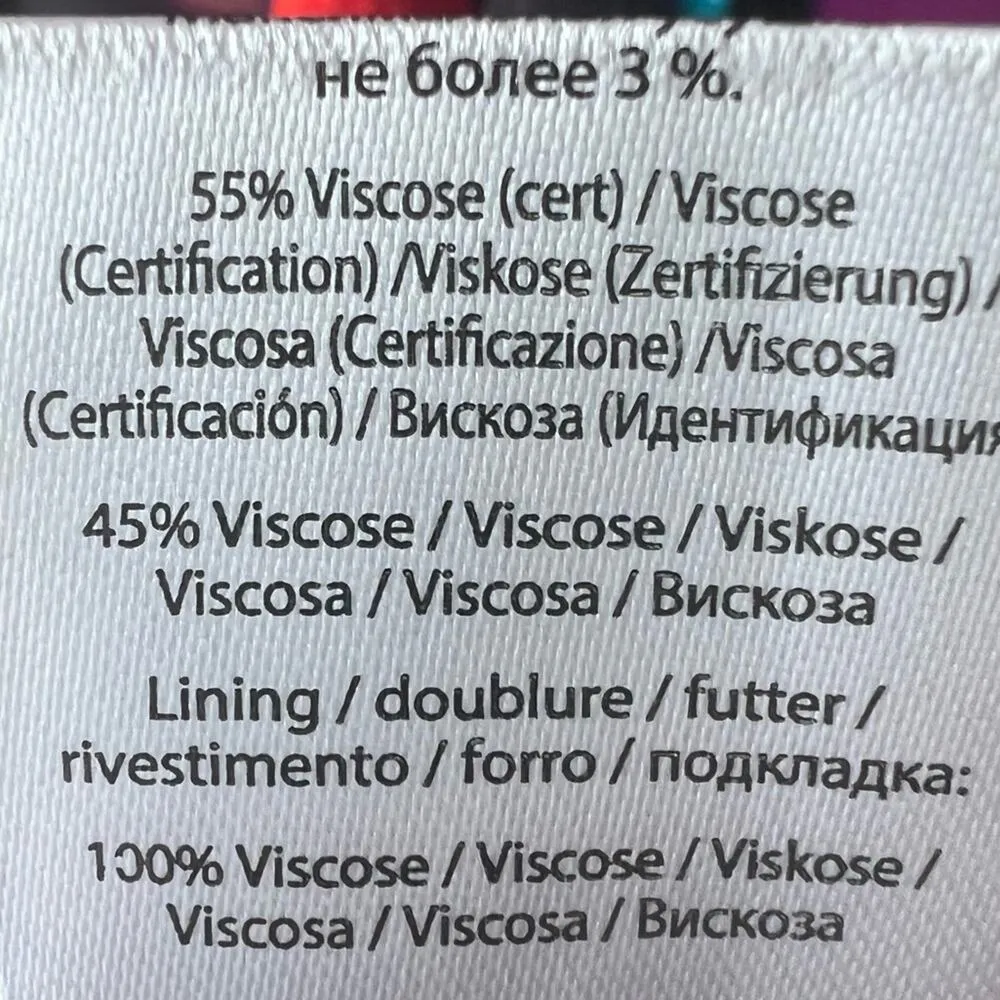 не более 3 %.
55% Viscose (cert) / Viscose
(Certification) /Viskose (Zertifizierung) /
Viscosa (Certificazione) /Viscosa
(Certificación) / Вискоза (Идентификация
45% Viscose / Viscose / Viskose /
Viscosa / Viscosa / Вискоза
Lining / doublure / futter /
rivestimento / forro / подкладка:
100% Viscose / Viscose / Viskose /
Viscosa / Viscosa / Вискоза